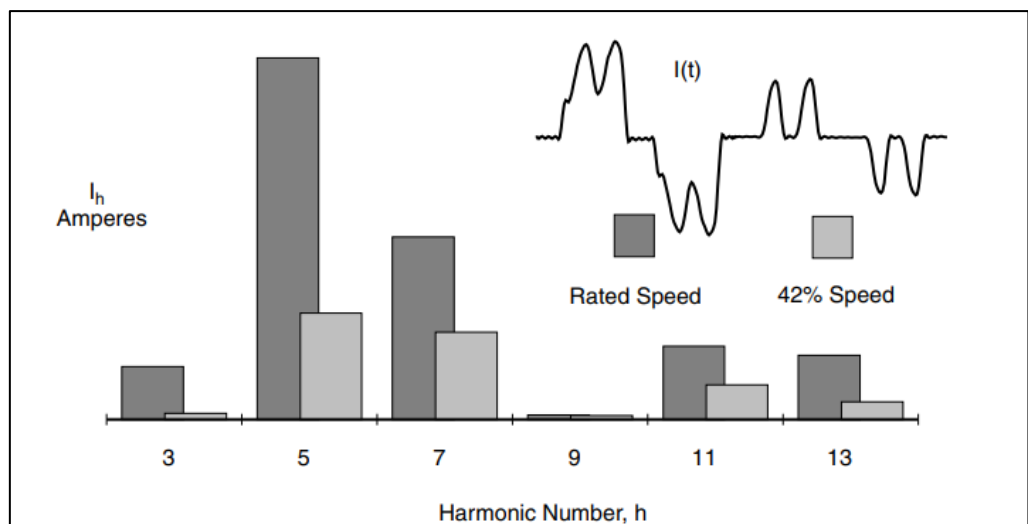 I(t)
Iₕ
Amperes
Rated Speed
42% Speed
3 5 7 9 11 13
Harmonic Number, h